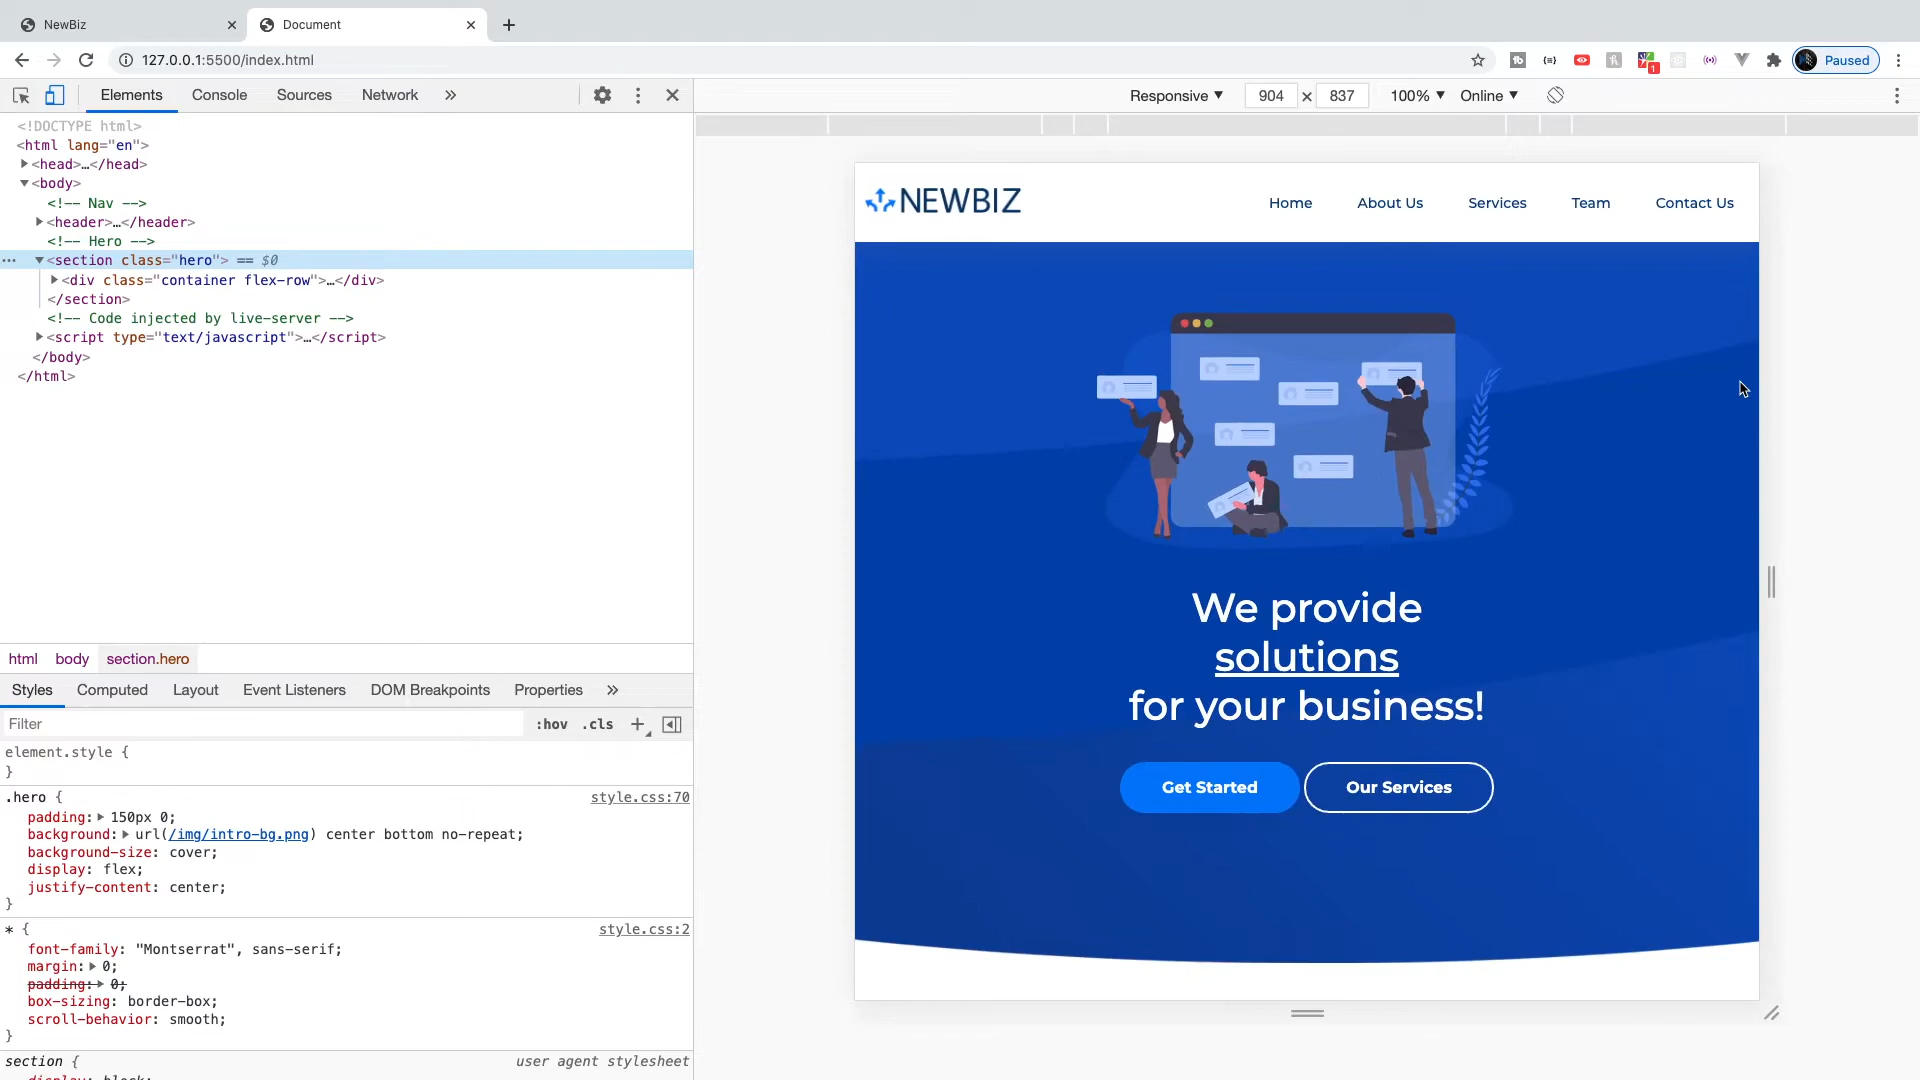 NewBiz
Document
127.0.0.1:5500/index.html
1
Paused
Elements
Console
Sources
Network
Responsive
904
×
837
100%
Online
<!DOCTYPE html>
<html lang="en">
<head>…</head>
<body>
<!-- Nav -->
<header>…</header>
<!-- Hero -->
<section class="hero"> == $0
<div class="container flex-row">…</div>
</section>
<!-- Code injected by live-server -->
<script type="text/javascript">…</script>
</body>
</html>
html
body
section.hero
Styles
Computed
Layout
Event Listeners
DOM Breakpoints
Properties
Filter
:hov
.cls
element.style {
}
.hero {
style.css:70
padding: 150px 0;
background: url(/img/intro-bg.png) center bottom no-repeat;
background-size: cover;
display: flex;
justify-content: center;
}
* {
style.css:2
font-family: "Montserrat", sans-serif;
margin: 0;
padding: 0;
box-sizing: border-box;
scroll-behavior: smooth;
}
section {
user agent stylesheet
display: block;
NEWBIZ
Home
About Us
Services
Team
Contact Us
We provide
solutions
for your business!
Get Started
Our Services